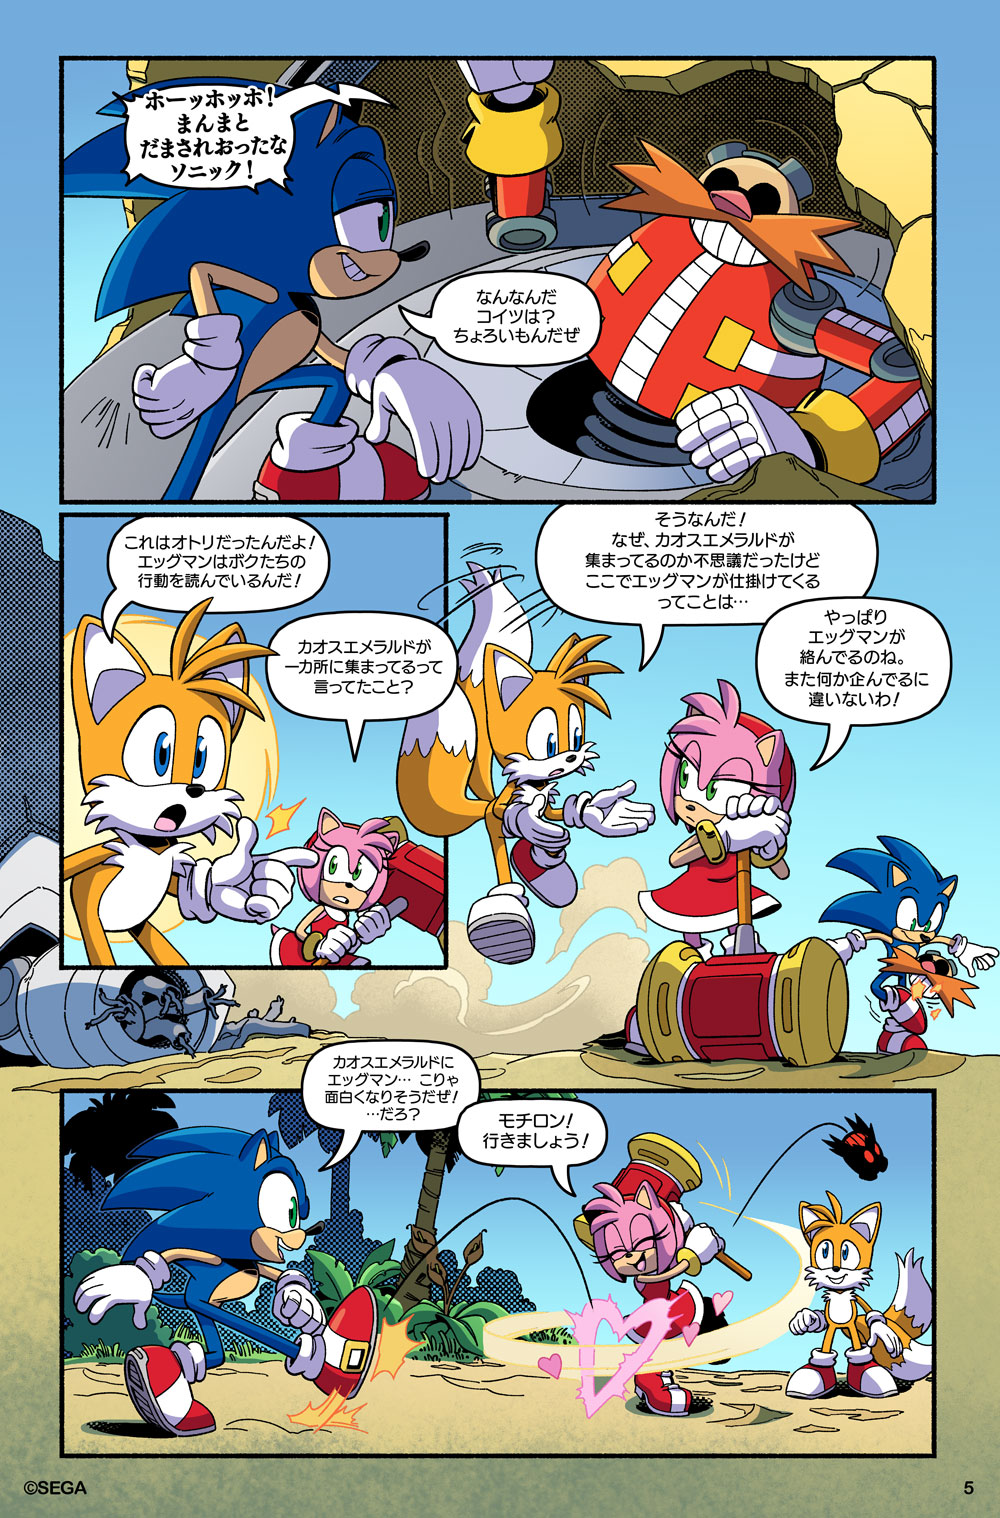 ホーッホッホ!
まんまと
だまされおったな
ソニック!
なんなんだ
コイツは?
ちょろいもんだぜ
これはオトリだったんだよ!
エッグマンはボクたちの
行動を読んでいるんだ!
カオスエメラルドが
一カ所に集まってるって
言ってたこと?
そうなんだ!
なぜ、カオスエメラルドが
集まってるのか不思議だったけど
ここでエッグマンが仕掛けてくる
ってことは…
やっぱり
エッグマンが
絡んでるのね。
また何か企んでるに
違いないわ!
カオスエメラルドに
エッグマン… こりゃ
面白くなりそうだぜ!
…だろ?
モチロン!
行きましょう!
©SEGA
5